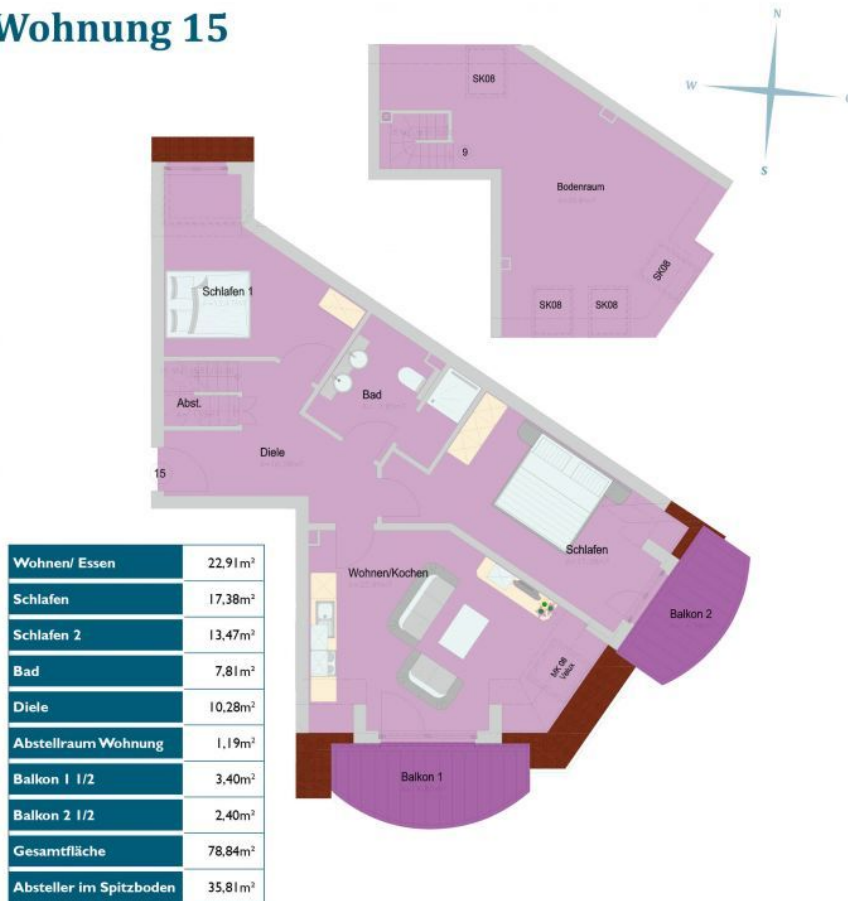 Wohnung 15
N
W
S
SK08
9
Bodenraum
SK08
SK08
SK08
Schlafen 1
Abst.
Bad
Diele
15
Schlafen
Wohnen/Kochen
MK 06
Velux
Balkon 2
Balkon 1
Wohnen/ Essen 22,91m²
Schlafen 17,38m²
Schlafen 2 13,47m²
Bad 7,81m²
Diele 10,28m²
Abstellraum Wohnung 1,19m²
Balkon 1 1/2 3,40m²
Balkon 2 1/2 2,40m²
Gesamtfläche 78,84m²
Absteller im Spitzboden 35,81m²